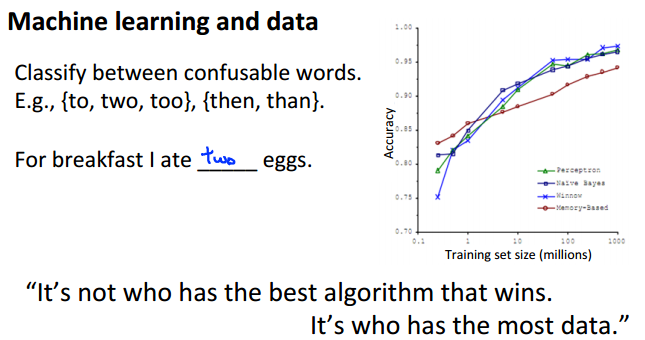 Machine learning and data
Classify between confusable words.
E.g., {to, two, too}, {then, than}.
For breakfast I ate two eggs.
1.00
0.95
0.90
0.85
0.80
0.75
0.70
Accuracy
Perceptron
Naïve Bayes
Winnow
Memory-Based
0.1 1 10 100 1000
Training set size (millions)
“It’s not who has the best algorithm that wins.
It’s who has the most data.”